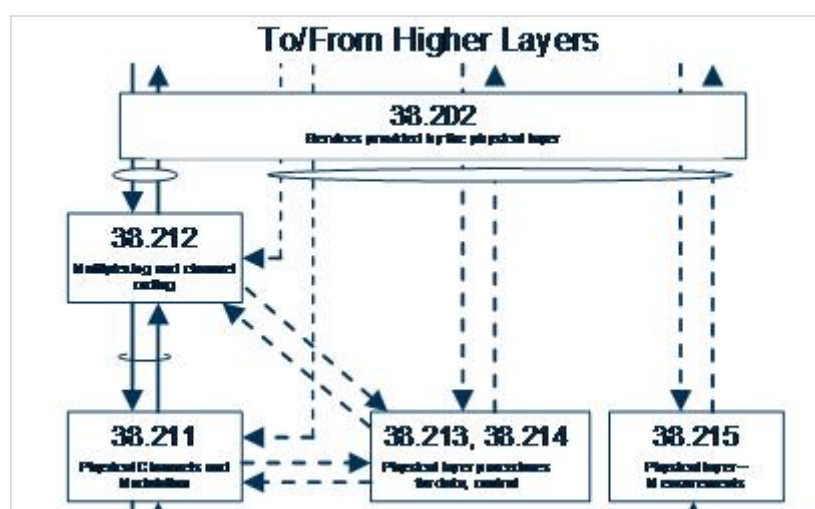 To/From Higher Layers
38.202
Services provided by the physical layer
38.212
Multiplexing and channel
coding
38.211
Physical Channels and
Modulation
38.213, 38.214
Physical layer procedures
for data, control
38.215
Physical layer—
Measurements